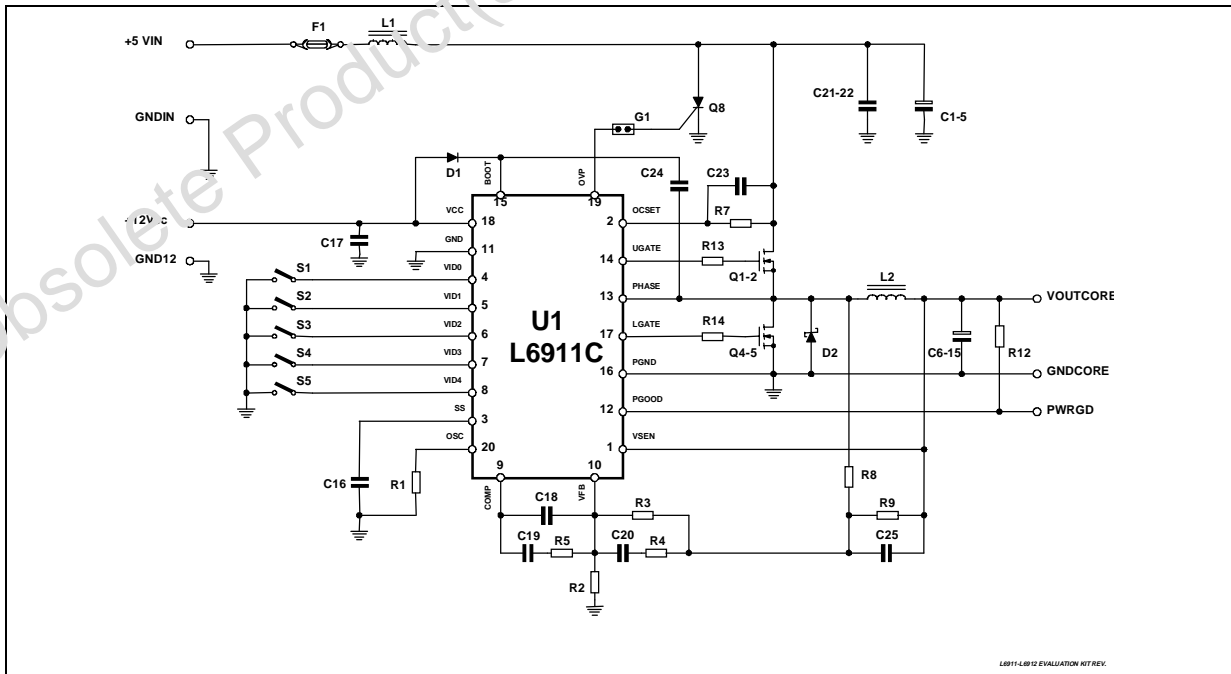 Obsolete Product(
F1
L1
+5 VIN
C21-22
Q8
C1-5
GNDIN
G1
D1
BOOT
OVP
C24
C23
15
19
VCC
OCSET
R7
+12Vcc
18
2
C17
GND
11
UGATE
14
R13
Q1-2
GND12
S1
VID0
4
L2
PHASE
13
VOUTCORE
S2
VID1
5
U1
L6911C
S3
VID2
6
LGATE
17
R14
Q4-5
D2
C6-15
R12
S4
VID3
7
PGND
16
GNDCORE
S5
VID4
8
PGOOD
12
PWRGD
SS
3
OSC
20
VSEN
1
C16
R1
9
10
COMP
VFB
R8
C18
R3
R9
C19
R5
C20
R4
C25
R2
L6911-L6912 EVALUATION KIT REV.